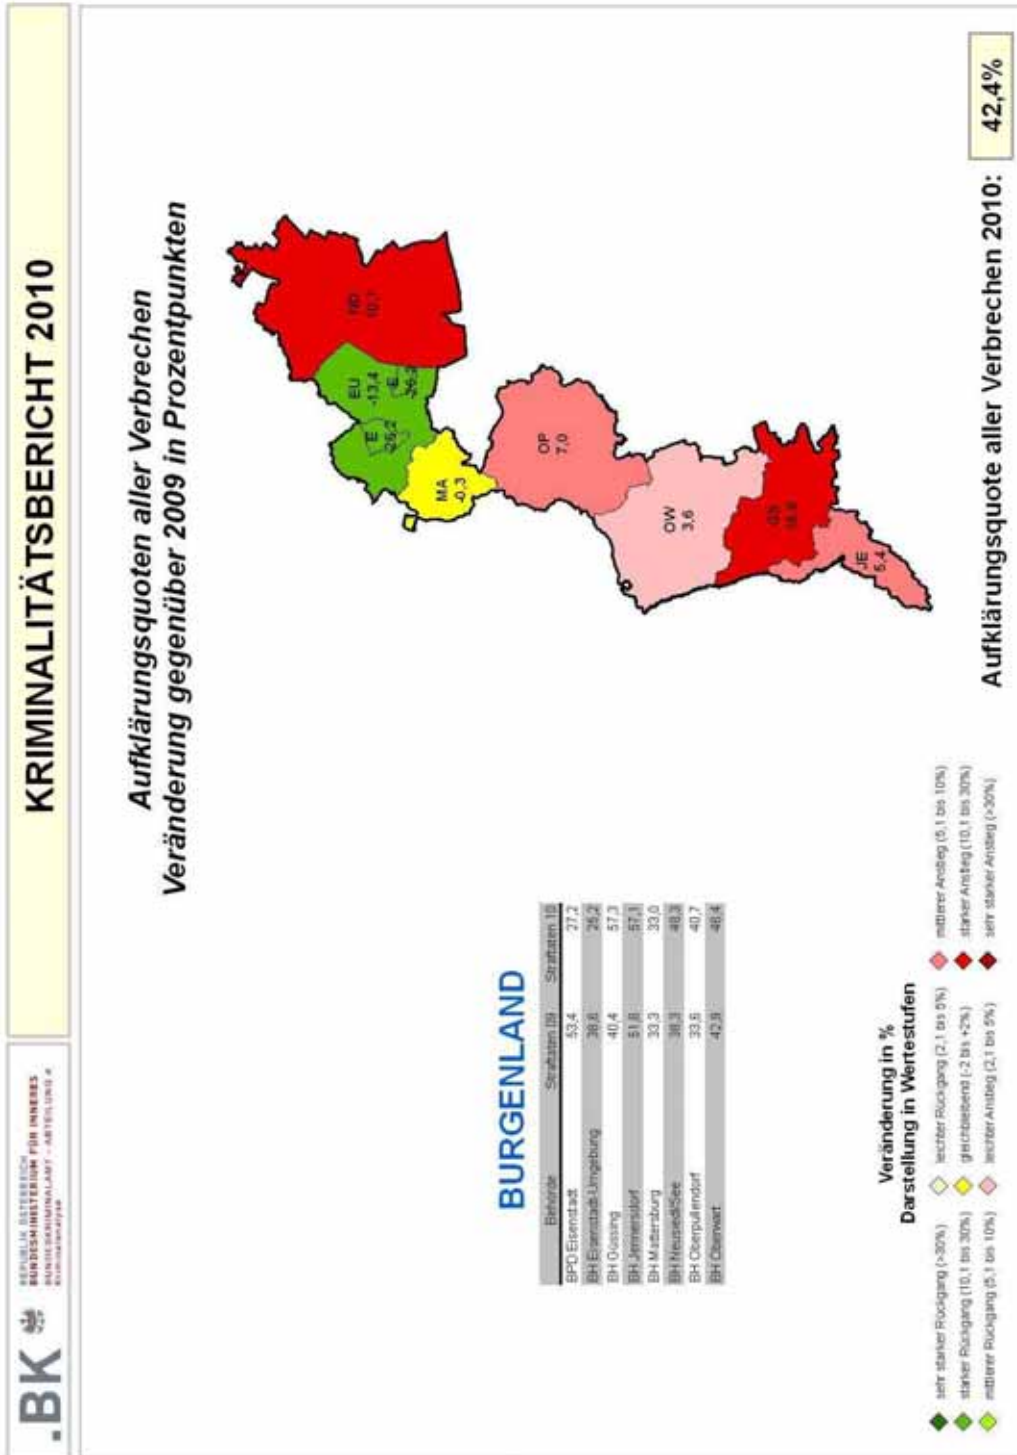 .BK
REPUBLIK ÖSTERREICH
BUNDESMINISTERIUM FÜR INNERES
BUNDESKRIMINALAMT - ABTEILUNG 4
Kriminalanalyse
KRIMINALITÄTSBERICHT 2010
Aufklärungsquoten aller Verbrechen
Veränderung gegenüber 2009 in Prozentpunkten
BURGENLAND
Behörde Straftaten 09 Straftaten 10
BPD Eisenstadt 53,4 27,2
BH Eisenstadt-Umgebung 38,6 25,2
BH Güssing 40,4 57,3
BH Jennersdorf 51,8 57,1
BH Mattersburg 33,3 33,0
BH Neusiedl/See 38,3 48,3
BH Oberpullendorf 33,6 40,7
BH Oberwart 42,9 46,4
ND
10,1
EU
-13,4
E
-26,2
E
-26,2
MA
-0,3
OP
7,0
OW
3,6
GS
JE
5,4
Veränderung in %
Darstellung in Wertestufen
sehr starker Rückgang (>30%)
starker Rückgang (10,1 bis 30%)
mittlerer Rückgang (5,1 bis 10%)
leichter Rückgang (2,1 bis 5%)
gleichbleibend (-2 bis +2%)
leichter Anstieg (2,1 bis 5%)
mittlerer Anstieg (5,1 bis 10%)
starker Anstieg (10,1 bis 30%)
sehr starker Anstieg (>30%)
Aufklärungsquote aller Verbrechen 2010: 42,4%